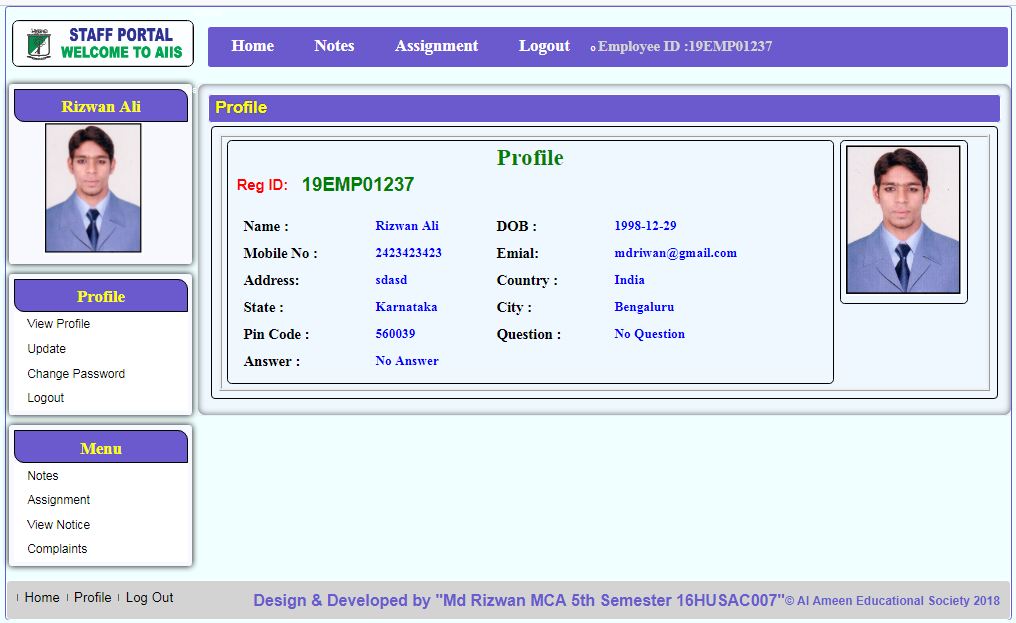 STAFF PORTAL
WELCOME TO AIIS
Home Notes Assignment Logout o Employee ID :19EMP01237
Rizwan Ali
Profile
View Profile
Update
Change Password
Logout
Menu
Notes
Assignment
View Notice
Complaints
Profile
Profile
Reg ID: 19EMP01237
Name : Rizwan Ali DOB : 1998-12-29
Mobile No : 2423423423 Emial: mdriwan@gmail.com
Address: sdasd Country : India
State : Karnataka City : Bengaluru
Pin Code : 560039 Question : No Question
Answer : No Answer
Home Profile Log Out Design & Developed by "Md Rizwan MCA 5th Semester 16HUSAC007"© Al Ameen Educational Society 2018